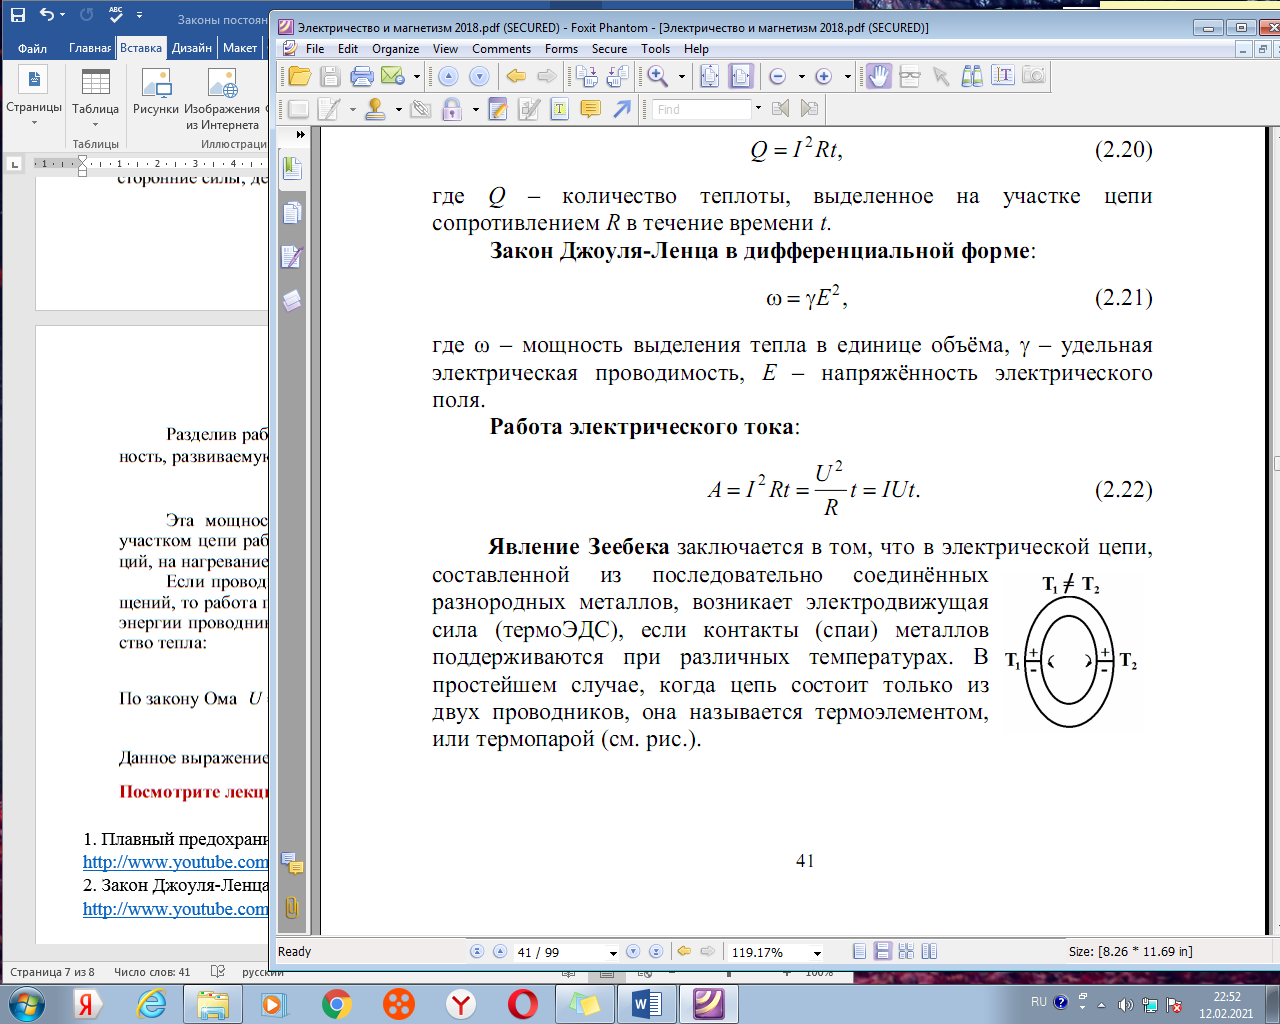 Законы постоян
Файл Главная Вставка Дизайн Макет
Страницы
Таблица
Рисунки
Изображения
из Интернета
Таблицы
Иллюстраци
сторонние силы, де
Разделив раб
ность, развиваемую
Эта мощнос
участком цепи раб
ций, на нагревание
Если провод
щений, то работа п
энергии проводни
ство тепла:
По закону Ома U
Данное выражение
Посмотрите лекци
1. Плавный предохран
http://www.youtube.com
2. Закон Джоуля-Ленца
http://www.youtube.com
Страница 7 из 8 Число слов: 41 русский
100%
Электричество и магнетизм 2018.pdf (SECURED) - Foxit Phantom - [Электричество и магнетизм 2018.pdf (SECURED)]
File Edit Organize View Comments Forms Secure Tools Help
Find
Q = I² Rt, (2.20)
где Q – количество теплоты, выделенное на участке цепи
сопротивлением R в течение времени t.
Закон Джоуля-Ленца в дифференциальной форме:
ω = γE², (2.21)
где ω – мощность выделения тепла в единице объёма, γ – удельная
электрическая проводимость, E – напряжённость электрического
поля.
Работа электрического тока:
A = I² Rt = U²/R t = IUt. (2.22)
Явление Зеебека заключается в том, что в электрической цепи,
составленной из последовательно соединённых
разнородных металлов, возникает электродвижущая
сила (термоЭДС), если контакты (спаи) металлов
поддерживаются при различных температурах. В
простейшем случае, когда цепь состоит только из
двух проводников, она называется термоэлементом,
или термопарой (см. рис.).
T₁ ≠ T₂
T₁ + - + - T₂
41
Ready 41 / 99 119.17% Size: [8.26 * 11.69 in]
RU 22:52
12.02.2021